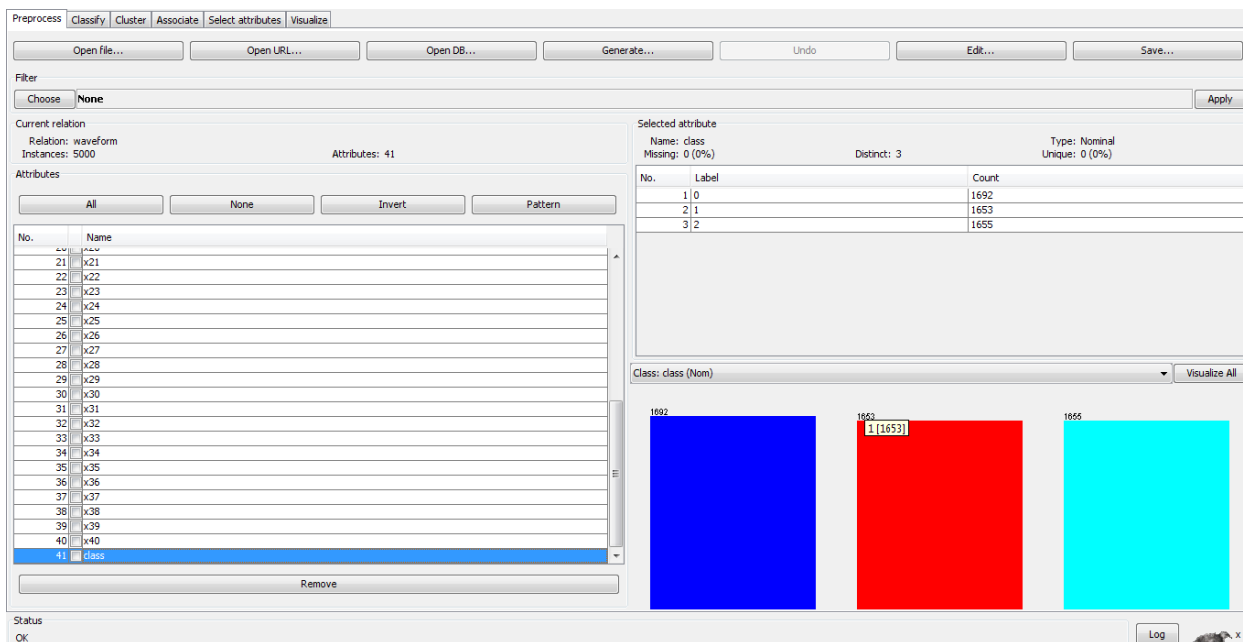 Preprocess Classify Cluster Associate Select attributes Visualize
Open file... Open URL... Open DB... Generate... Undo Edit... Save...
Filter
Choose None Apply
Current relation
Relation: waveform
Instances: 5000 Attributes: 41
Attributes
All None Invert Pattern
No. Name
20 x20
21 x21
22 x22
23 x23
24 x24
25 x25
26 x26
27 x27
28 x28
29 x29
30 x30
31 x31
32 x32
33 x33
34 x34
35 x35
36 x36
37 x37
38 x38
39 x39
40 x40
41 class
Remove
Selected attribute
Name: class Type: Nominal
Missing: 0 (0%) Distinct: 3 Unique: 0 (0%)
No. Label Count
1 0 1692
2 1 1653
3 2 1655
Class: class (Nom) Visualize All
1692 1653 1655
1 [1653]
Status
OK Log x